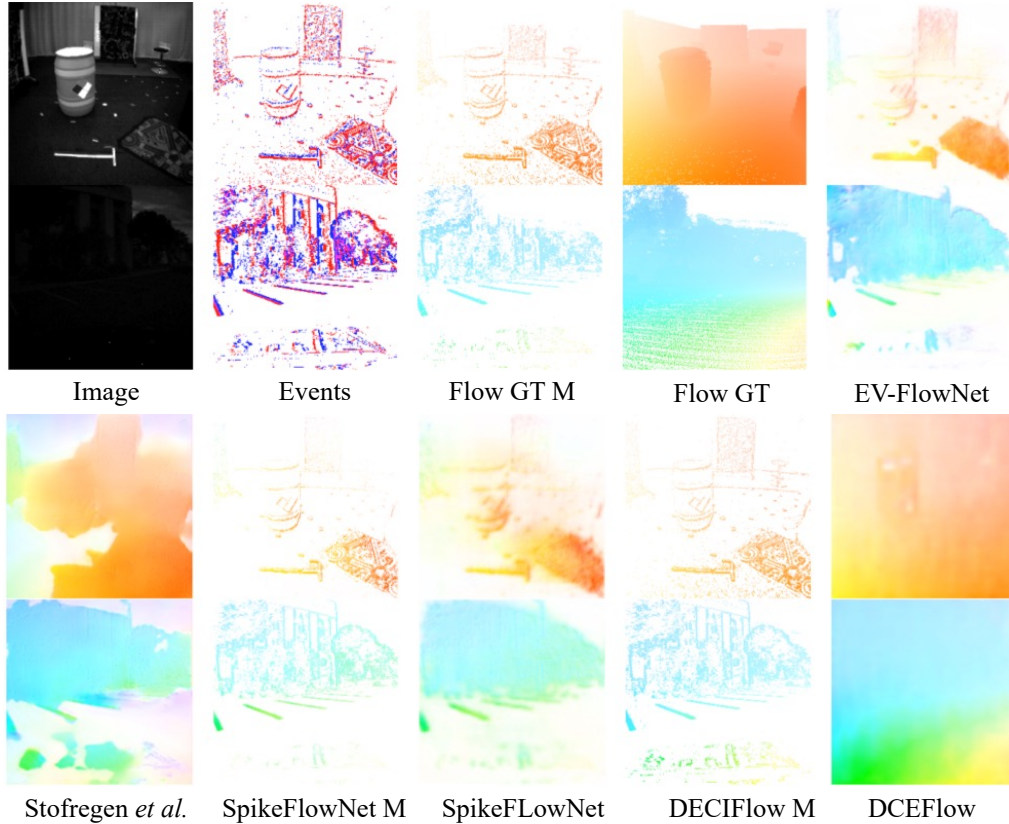 Image Events Flow GT M Flow GT EV-FlowNet
Stofregen et al. SpikeFlowNet M SpikeFLowNet DECIFlow M DCEFlow